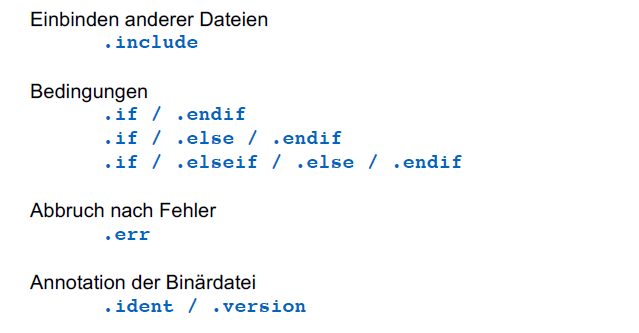 Einbinden anderer Dateien
.include
Bedingungen
.if / .endif
.if / .else / .endif
.if / .elseif / .else / .endif
Abbruch nach Fehler
.err
Annotation der Binärdatei
.ident / .version